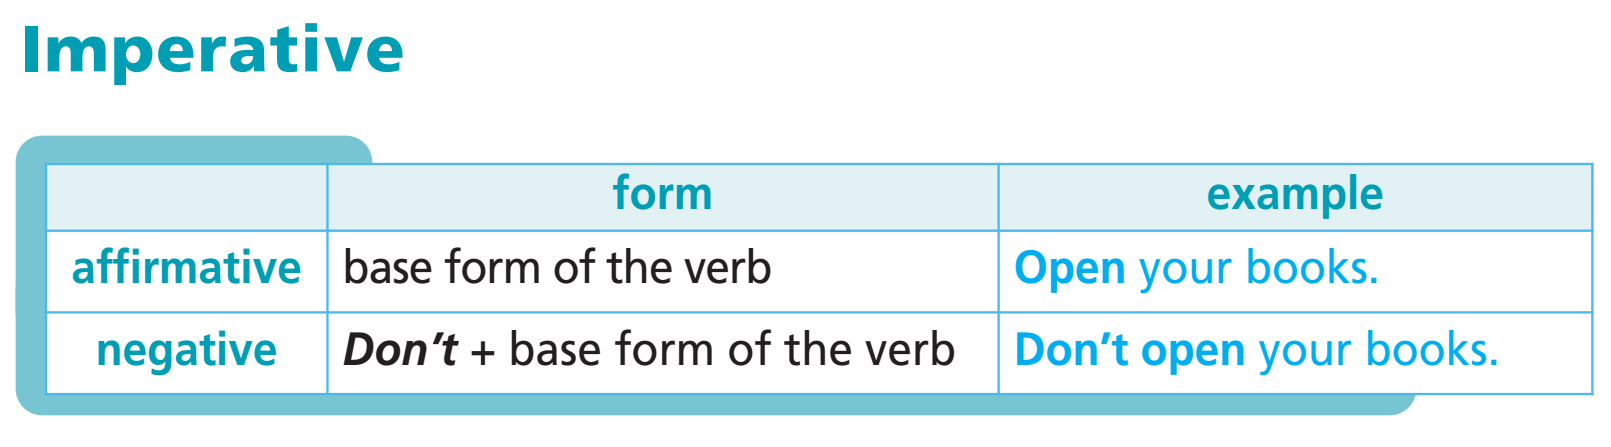 Imperative
form example
affirmative base form of the verb Open your books.
negative Don’t + base form of the verb Don’t open your books.